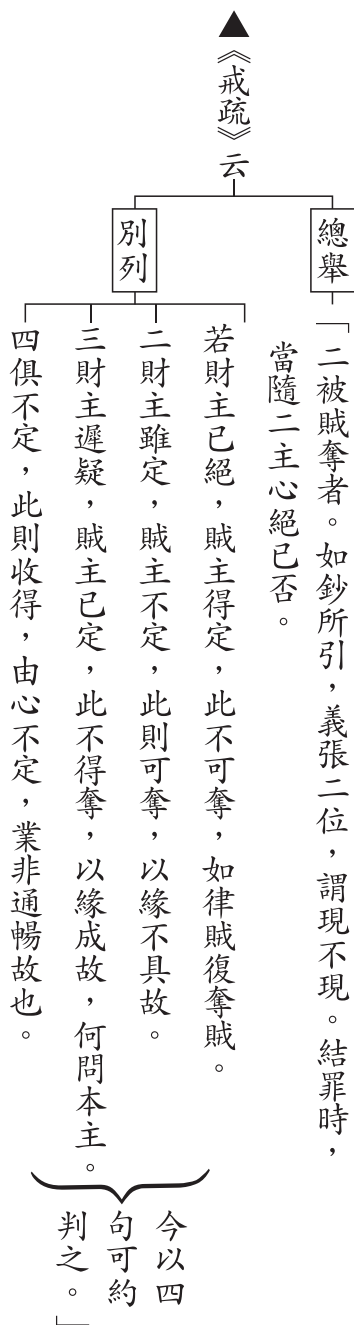 ▲《戒疏》云
總舉
「二被賊奪者。如鈔所引，義張二位，謂現不現。結罪時，
當隨二主心絕已否。
別列
若財主已絕，賊主得定，此不可奪，如律賊復奪賊。
二財主雖定，賊主不定，此則可奪，以緣不具故。
三財主遲疑，賊主已定，此不得奪，以緣成故，何問本主。
四俱不定，此則收得，由心不定，業非通暢故也。
今以四
句可約
判之。」